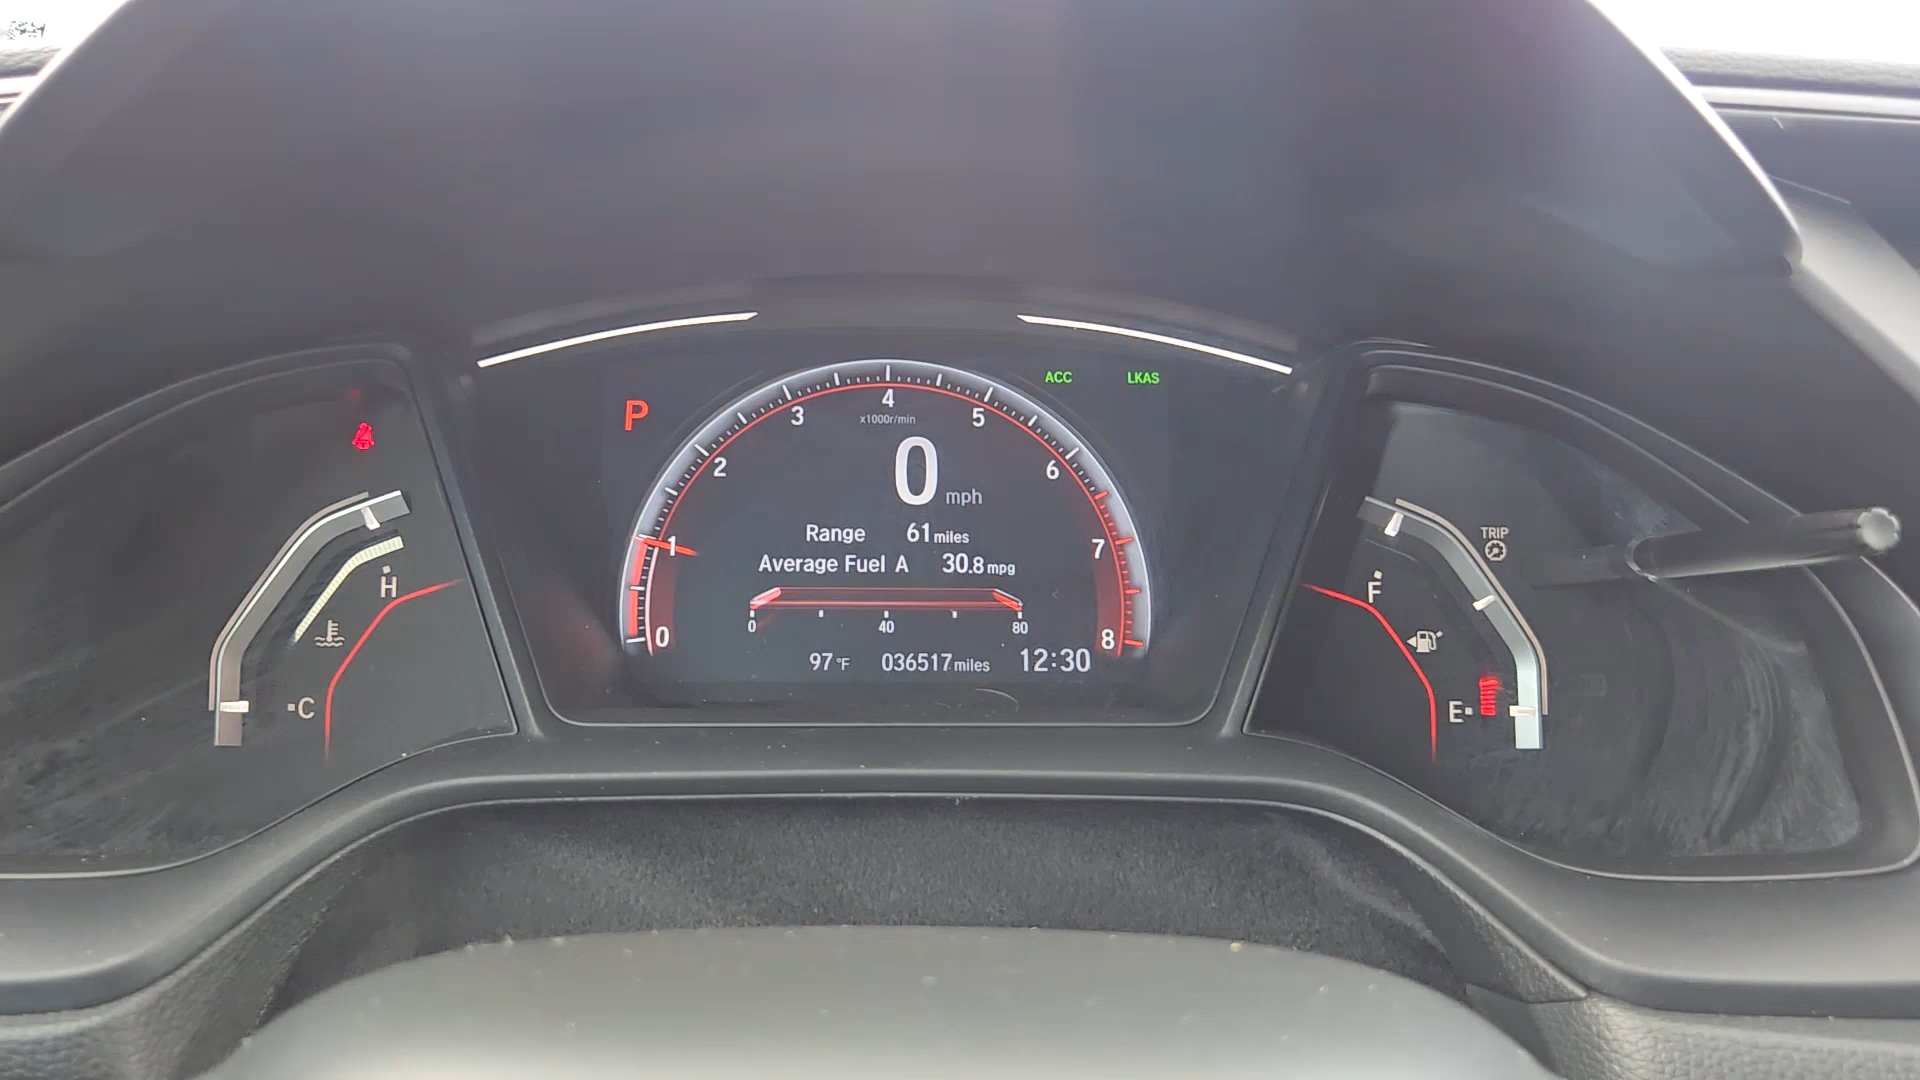 ACC LKAS
P
0 1 2 3 4 5 6 7 8
x1000r/min
0 mph
Range 61 miles
Average Fuel A 30.8 mpg
0 40 80
97 °F 036517 miles 12:30
H
C
TRIP
F
E